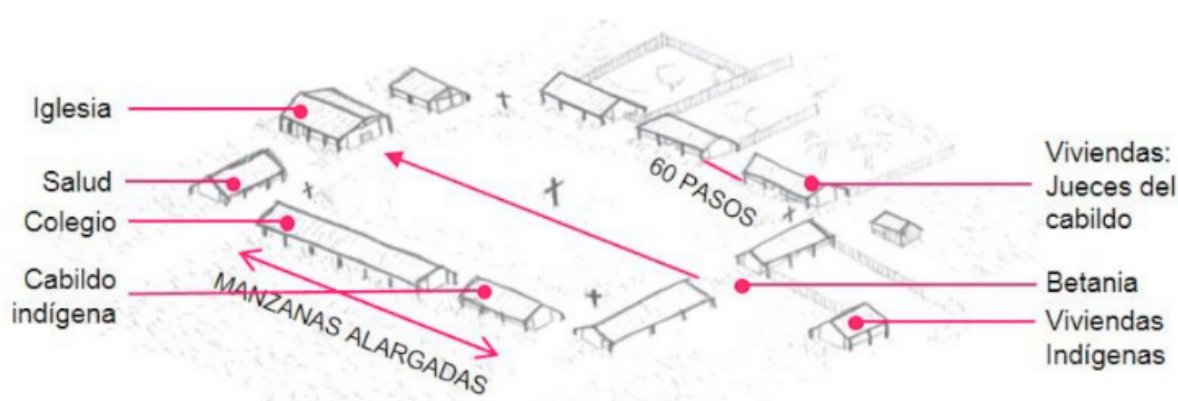 Iglesia
Salud
Colegio
Cabildo
indígena
MANZANAS ALARGADAS
60 PASOS
Viviendas:
Jueces del
cabildo
Betania
Viviendas
Indígenas